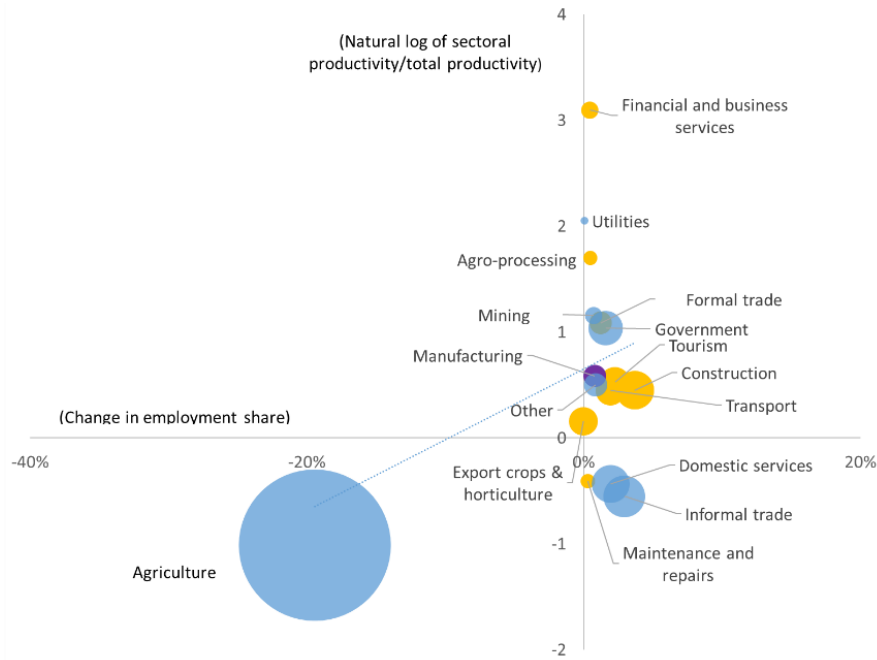 4
(Natural log of sectoral
productivity/total productivity)
Financial and business
services
3
2
Utilities
Agro-processing
Formal trade
Mining
1
Government
Tourism
Manufacturing
Construction
(Change in employment share)
Other
Transport
0
-40%
-20%
0%
20%
Export crops &
horticulture
Domestic services
Informal trade
-1
Maintenance and
repairs
Agriculture
-2